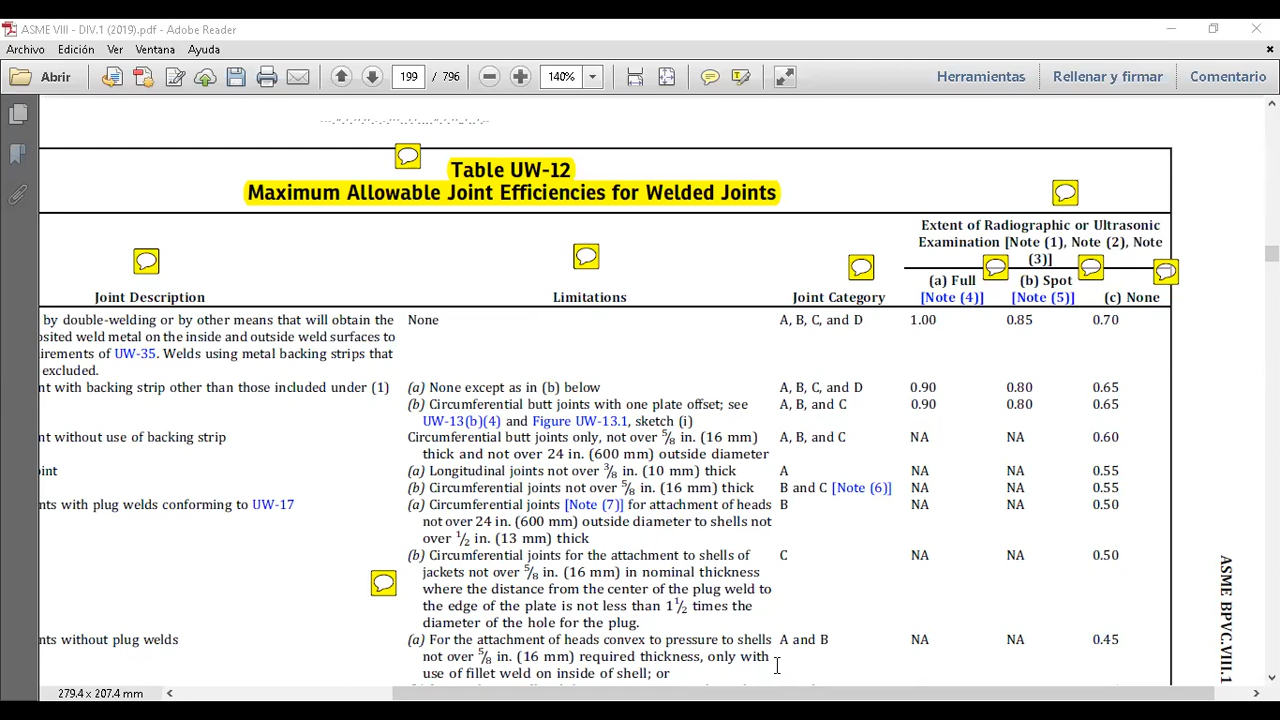 ASME VIII - DIV.1 (2019).pdf - Adobe Reader
Archivo Edición Ver Ventana Ayuda
Abrir 199 / 796 140% Herramientas Rellenar y firmar Comentario
Table UW-12
Maximum Allowable Joint Efficiencies for Welded Joints
Extent of Radiographic or Ultrasonic
Examination [Note (1), Note (2), Note
(3)]
(a) Full (b) Spot
Joint Description Limitations Joint Category [Note (4)] [Note (5)] (c) None
by double-welding or by other means that will obtain the None A, B, C, and D 1.00 0.85 0.70
osited weld metal on the inside and outside weld surfaces to
irements of UW-35. Welds using metal backing strips that
excluded.
nt with backing strip other than those included under (1) (a) None except as in (b) below A, B, C, and D 0.90 0.80 0.65
(b) Circumferential butt joints with one plate offset; see A, B, and C 0.90 0.80 0.65
UW-13(b)(4) and Figure UW-13.1, sketch (i)
nt without use of backing strip Circumferential butt joints only, not over 5/8 in. (16 mm) A, B, and C NA NA 0.60
thick and not over 24 in. (600 mm) outside diameter
oint (a) Longitudinal joints not over 3/8 in. (10 mm) thick A NA NA 0.55
(b) Circumferential joints not over 5/8 in. (16 mm) thick B and C [Note (6)] NA NA 0.55
nts with plug welds conforming to UW-17 (a) Circumferential joints [Note (7)] for attachment of heads B NA NA 0.50
not over 24 in. (600 mm) outside diameter to shells not
over 1/2 in. (13 mm) thick
(b) Circumferential joints for the attachment to shells of C NA NA 0.50
jackets not over 5/8 in. (16 mm) in nominal thickness
where the distance from the center of the plug weld to
the edge of the plate is not less than 1 1/2 times the
diameter of the hole for the plug.
nts without plug welds (a) For the attachment of heads convex to pressure to shells A and B NA NA 0.45
not over 5/8 in. (16 mm) required thickness, only with
use of fillet weld on inside of shell; or
ASME BPVC.VIII.1
279.4 x 207.4 mm